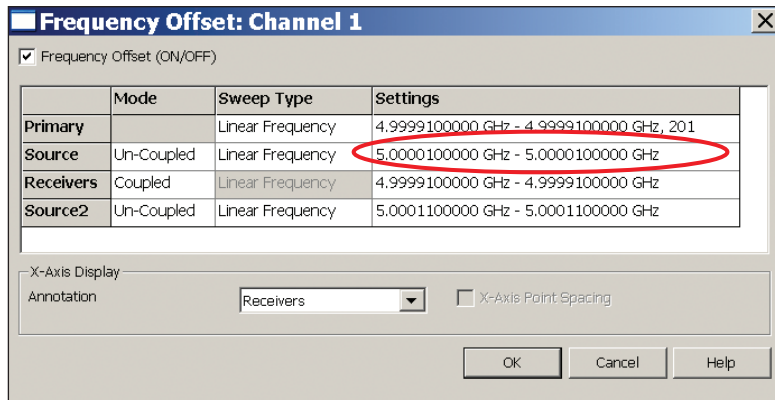 Frequency Offset: Channel 1
Frequency Offset (ON/OFF)
Mode Sweep Type Settings
Primary Linear Frequency 4.9999100000 GHz - 4.9999100000 GHz, 201
Source Un-Coupled Linear Frequency 5.0000100000 GHz - 5.0000100000 GHz
Receivers Coupled Linear Frequency 4.9999100000 GHz - 4.9999100000 GHz
Source2 Un-Coupled Linear Frequency 5.0001100000 GHz - 5.0001100000 GHz
X-Axis Display
Annotation Receivers X-Axis Point Spacing
OK Cancel Help